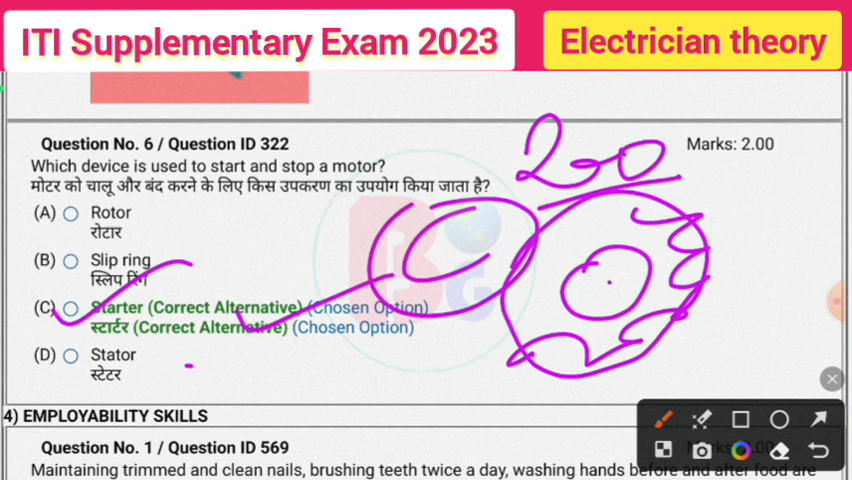 ITI Supplementary Exam 2023
Electrician theory
Question No. 6 / Question ID 322
Marks: 2.00
Which device is used to start and stop a motor?
मोटर को चालू और बंद करने के लिए किस उपकरण का उपयोग किया जाता है?
(A) Rotor
रोटार
(B) Slip ring
स्लिप रिंग
(C) Starter (Correct Alternative) (Chosen Option)
स्टार्टर (Correct Alternative) (Chosen Option)
(D) Stator
स्टेटर
4) EMPLOYABILITY SKILLS
Question No. 1 / Question ID 569
Maintaining trimmed and clean nails, brushing teeth twice a day, washing hands before and after food are